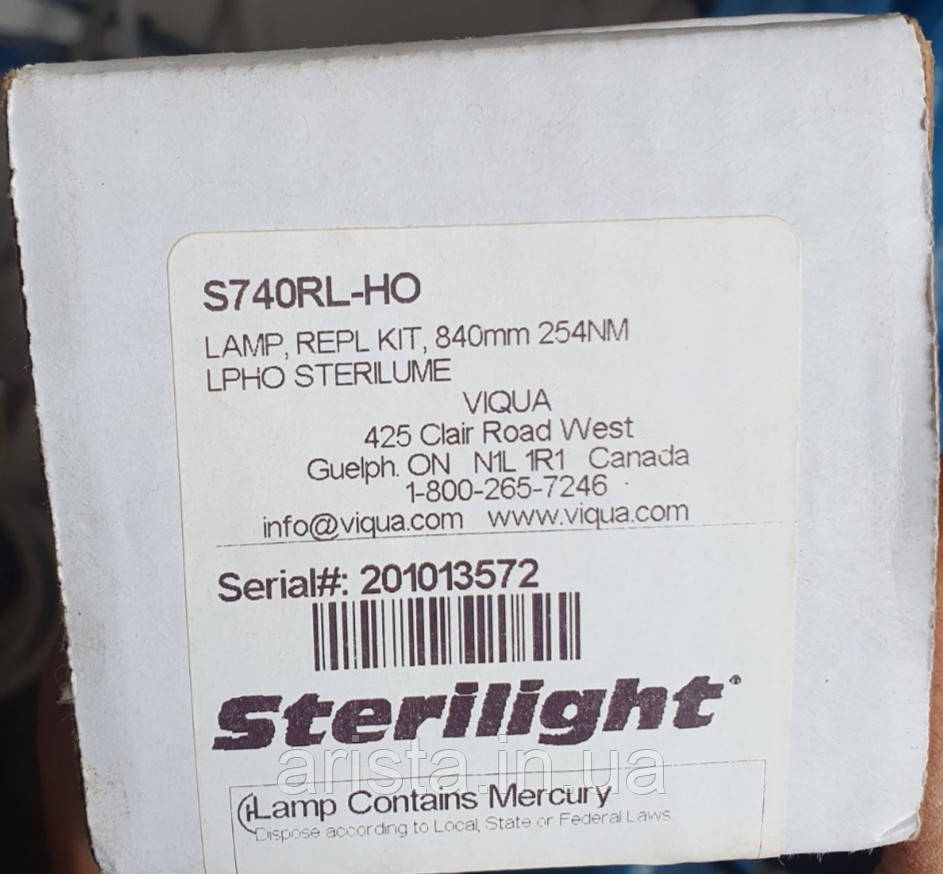 S740RL-HO
LAMP, REPL KIT, 840mm 254NM
LPHO STERILUME
VIQUA
425 Clair Road West
Guelph. ON N1L 1R1 Canada
1-800-265-7246
info@viqua.com www.viqua.com
Serial#: 201013572
Sterilight
arista.in.ua
Lamp Contains Mercury
Dispose according to Local, State or Federal Laws